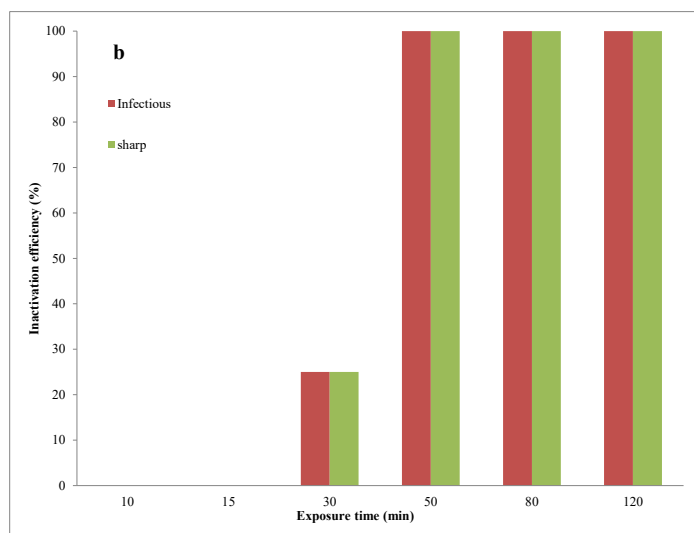 b
Infectious
sharp
Inactivation efficiency (%)
100
90
80
70
60
50
40
30
20
10
0
10 15 30 50 80 120
Exposure time (min)